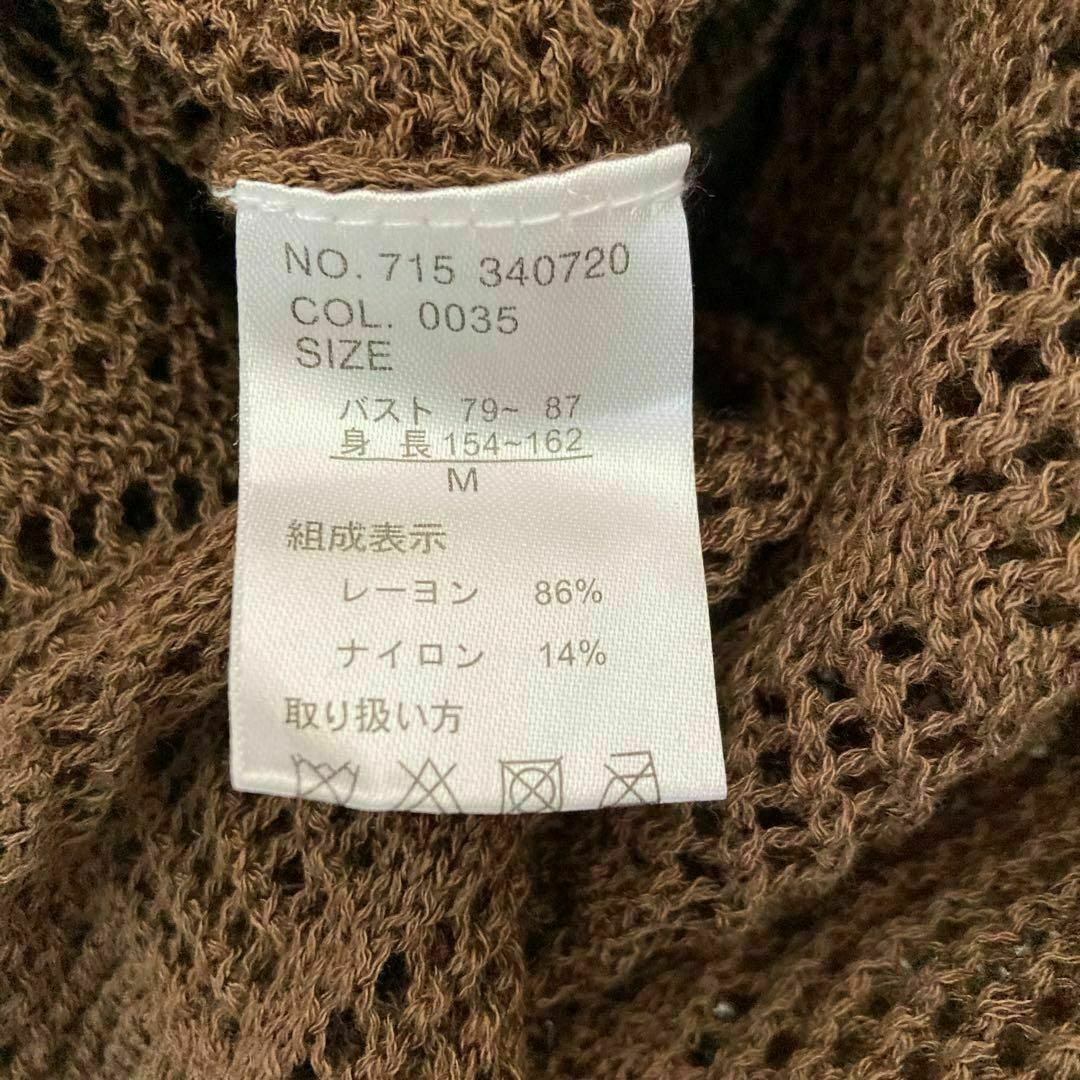 NO. 715 340720
COL. 0035
SIZE
バスト 79~ 87
身 長 154~162
M
組成表示
レーヨン 86%
ナイロン 14%
取り扱い方